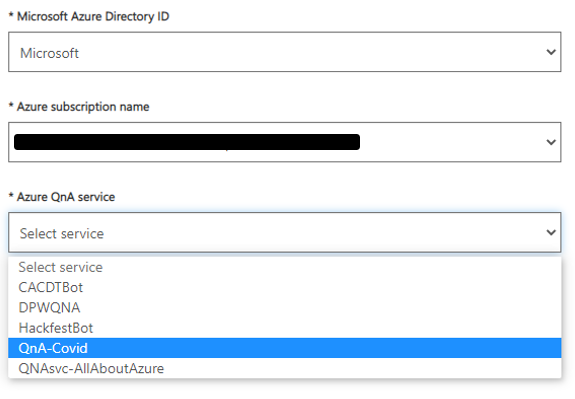 * Microsoft Azure Directory ID
Microsoft
* Azure subscription name
* Azure QnA service
Select service
Select service
CACDTBot
DPWQNA
HackfestBot
QnA-Covid
QNAsvc-AllAboutAzure